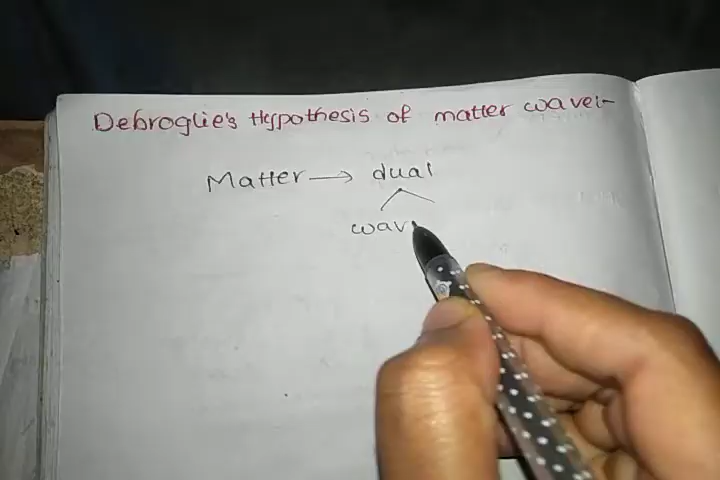 Debroglie's Hypothesis of matter wave:-
Matter → dual
wav